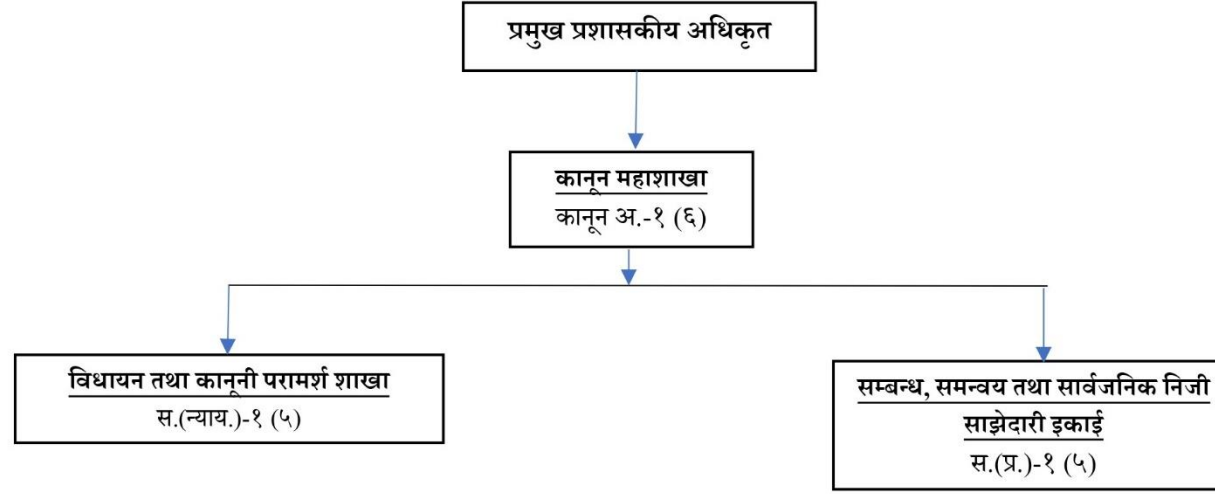 प्रमुख प्रशासकीय अधिकृत
कानून महाशाखा
कानून अ.-१ (६)
विधायन तथा कानूनी परामर्श शाखा
स.(न्याय.)-१ (५)
सम्बन्ध, समन्वय तथा सार्वजनिक निजी
साझेदारी इकाई
स.(प्र.)-१ (५)